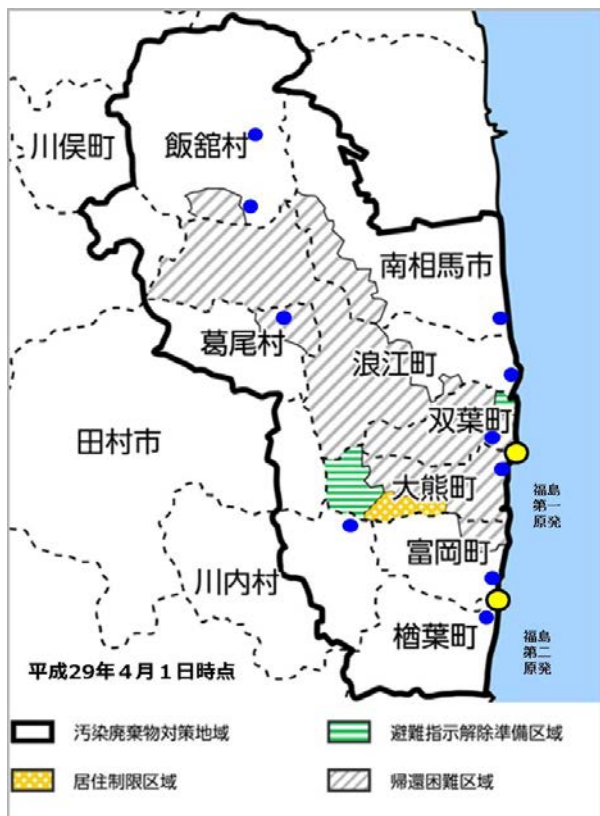 川俣町
飯舘村
南相馬市
葛尾村
浪江町
双葉町
田村市
大熊町
福島
第一
原発
富岡町
川内村
楢葉町
福島
第二
原発
平成29年4月1日時点
汚染廃棄物対策地域
避難指示解除準備区域
居住制限区域
帰還困難区域